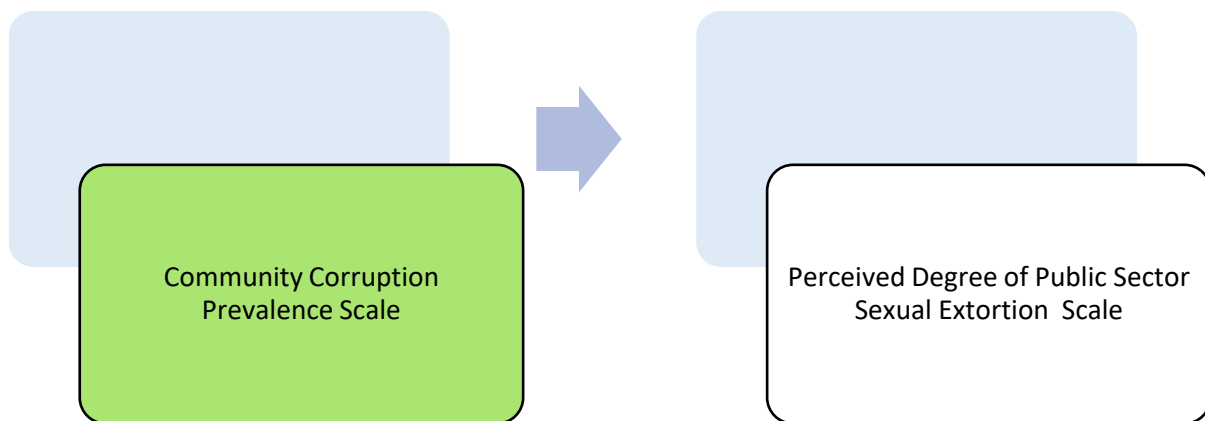 Community Corruption
Prevalence Scale
Perceived Degree of Public Sector
Sexual Extortion  Scale